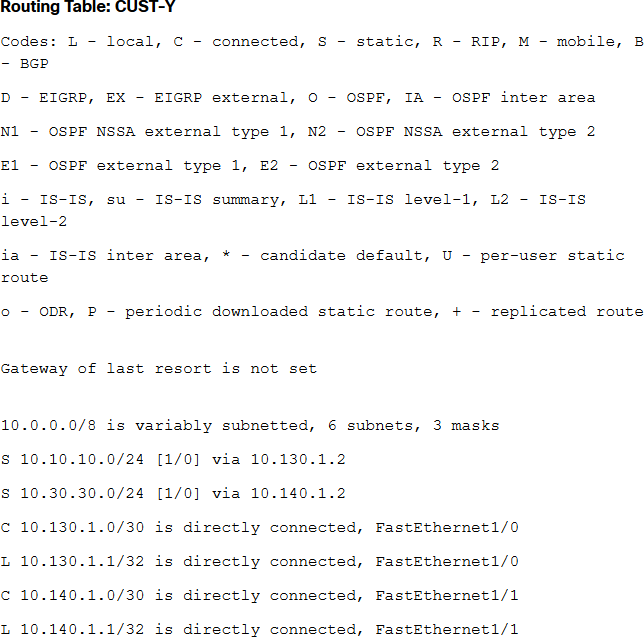 Routing Table: CUST-Y
Codes: L - local, C - connected, S - static, R - RIP, M - mobile, B
- BGP
D - EIGRP, EX - EIGRP external, O - OSPF, IA - OSPF inter area
N1 - OSPF NSSA external type 1, N2 - OSPF NSSA external type 2
E1 - OSPF external type 1, E2 - OSPF external type 2
i - IS-IS, su - IS-IS summary, L1 - IS-IS level-1, L2 - IS-IS
level-2
ia - IS-IS inter area, * - candidate default, U - per-user static
route
o - ODR, P - periodic downloaded static route, + - replicated route
Gateway of last resort is not set
10.0.0.0/8 is variably subnetted, 6 subnets, 3 masks
S 10.10.10.0/24 [1/0] via 10.130.1.2
S 10.30.30.0/24 [1/0] via 10.140.1.2
C 10.130.1.0/30 is directly connected, FastEthernet1/0
L 10.130.1.1/32 is directly connected, FastEthernet1/0
C 10.140.1.0/30 is directly connected, FastEthernet1/1
L 10.140.1.1/32 is directly connected, FastEthernet1/1